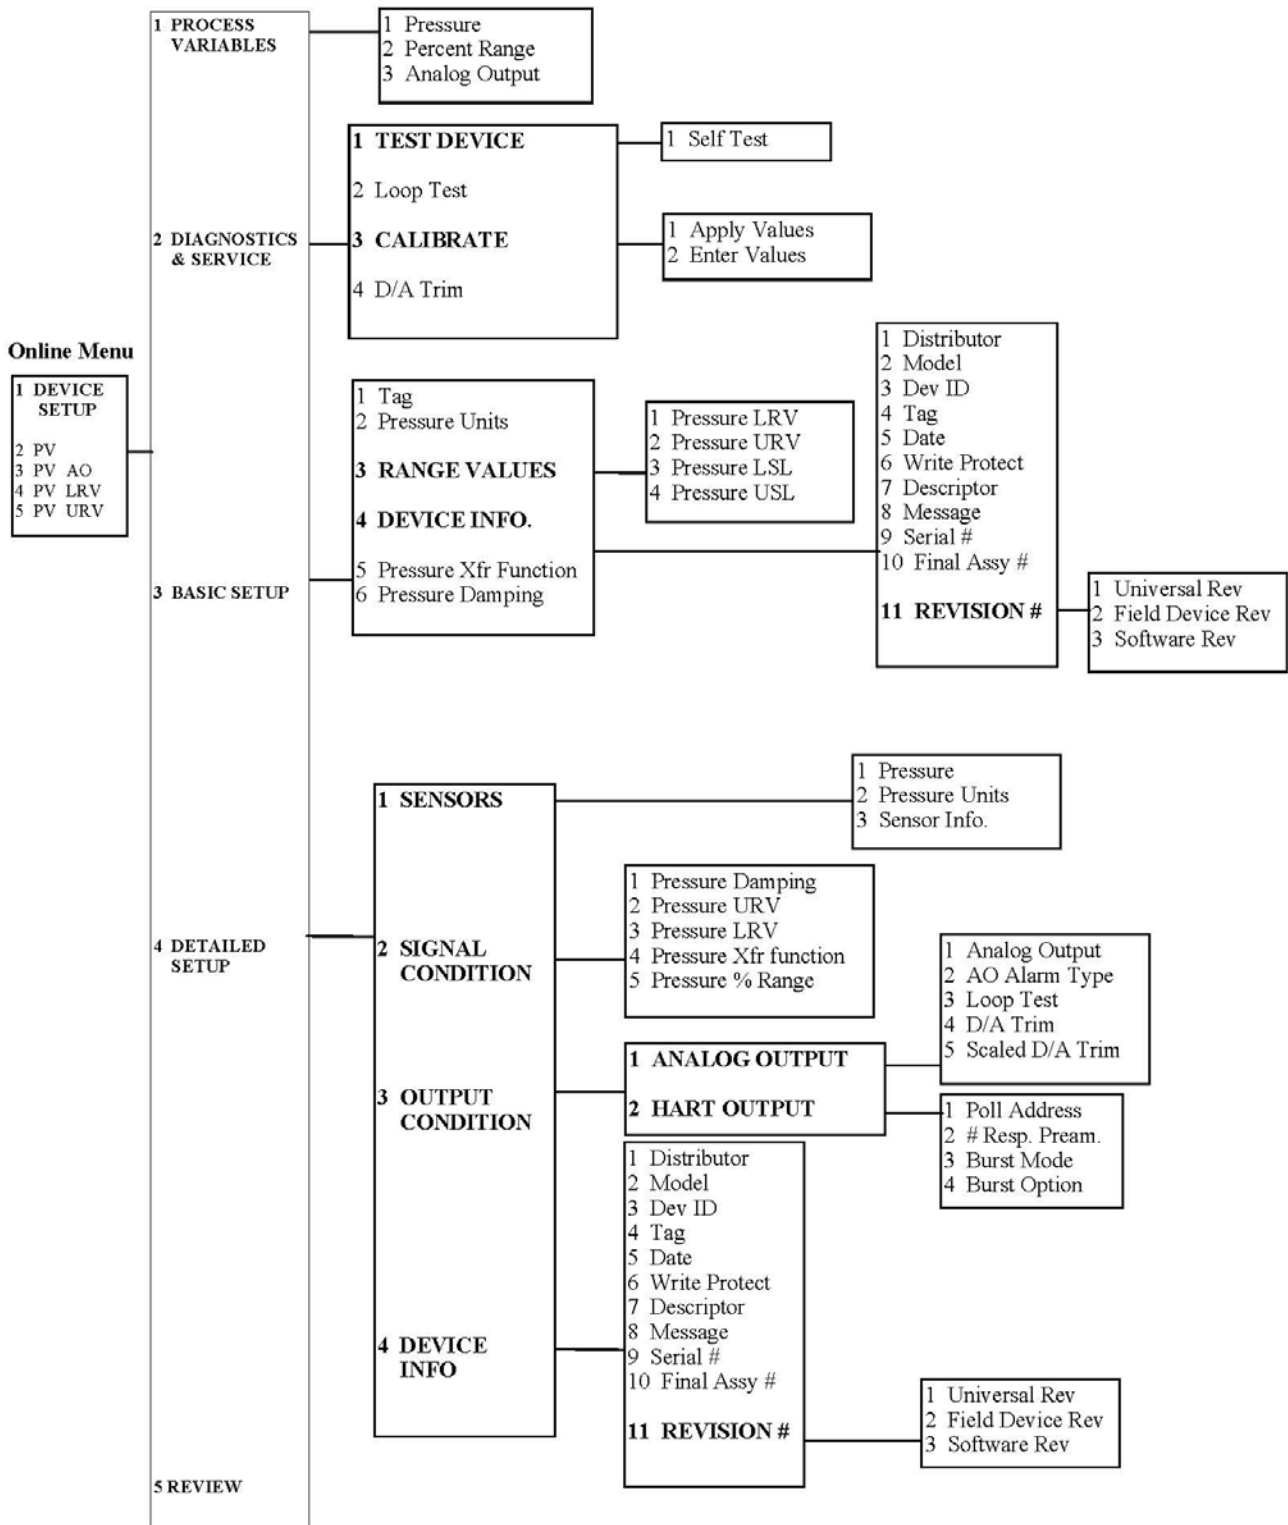 Online Menu
1 DEVICE
SETUP
2 PV
3 PV AO
4 PV LRV
5 PV URV
1 PROCESS
VARIABLES
2 DIAGNOSTICS
& SERVICE
3 BASIC SETUP
4 DETAILED
SETUP
5 REVIEW
1 Pressure
2 Percent Range
3 Analog Output
1 TEST DEVICE
2 Loop Test
3 CALIBRATE
4 D/A Trim
1 Self Test
1 Apply Values
2 Enter Values
1 Tag
2 Pressure Units
3 RANGE VALUES
4 DEVICE INFO.
5 Pressure Xfr Function
6 Pressure Damping
1 Pressure LRV
2 Pressure URV
3 Pressure LSL
4 Pressure USL
1 Distributor
2 Model
3 Dev ID
4 Tag
5 Date
6 Write Protect
7 Descriptor
8 Message
9 Serial #
10 Final Assy #
11 REVISION #
1 Universal Rev
2 Field Device Rev
3 Software Rev
1 SENSORS
2 SIGNAL
CONDITION
3 OUTPUT
CONDITION
4 DEVICE
INFO
1 Pressure
2 Pressure Units
3 Sensor Info.
1 Pressure Damping
2 Pressure URV
3 Pressure LRV
4 Pressure Xfr function
5 Pressure % Range
1 ANALOG OUTPUT
2 HART OUTPUT
1 Analog Output
2 AO Alarm Type
3 Loop Test
4 D/A Trim
5 Scaled D/A Trim
1 Poll Address
2 # Resp. Pream.
3 Burst Mode
4 Burst Option
1 Distributor
2 Model
3 Dev ID
4 Tag
5 Date
6 Write Protect
7 Descriptor
8 Message
9 Serial #
10 Final Assy #
11 REVISION #
1 Universal Rev
2 Field Device Rev
3 Software Rev